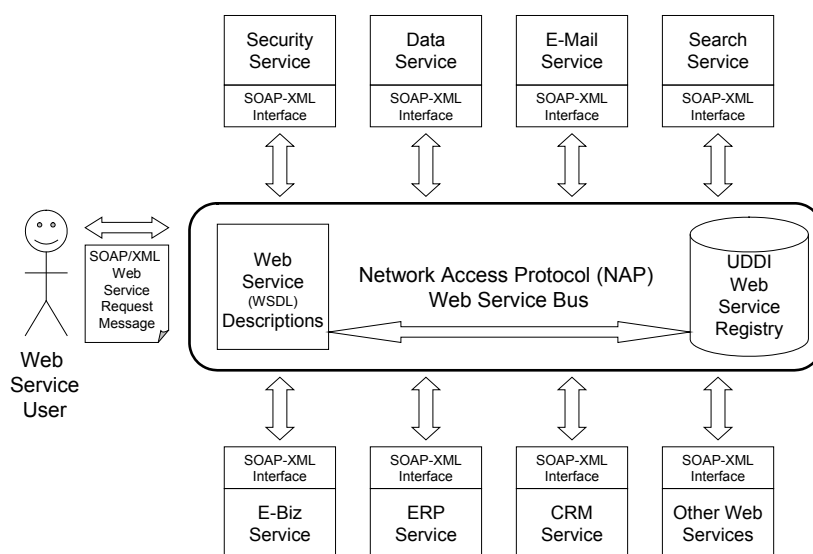 Security
Service
SOAP-XML
Interface
Data
Service
SOAP-XML
Interface
E-Mail
Service
SOAP-XML
Interface
Search
Service
SOAP-XML
Interface
SOAP/XML
Web
Service
Request
Message
Web
Service
User
Web
Service
(WSDL)
Descriptions
Network Access Protocol (NAP)
Web Service Bus
UDDI
Web
Service
Registry
SOAP-XML
Interface
E-Biz
Service
SOAP-XML
Interface
ERP
Service
SOAP-XML
Interface
CRM
Service
SOAP-XML
Interface
Other Web
Services